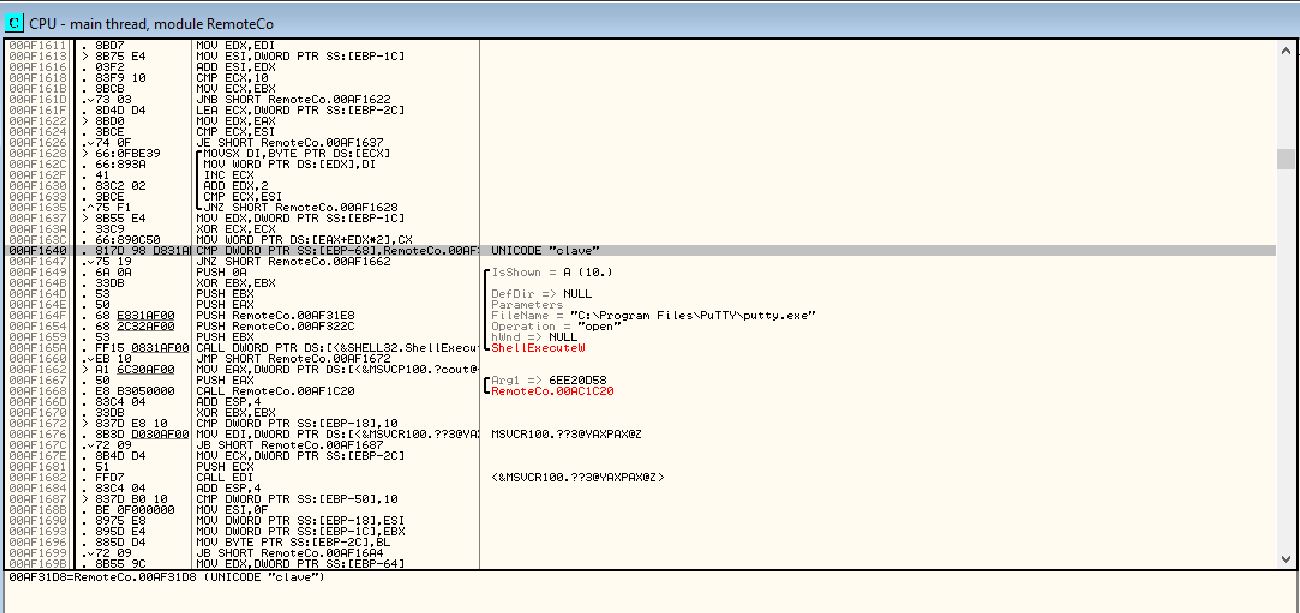 C CPU - main thread, module RemoteCo
00AF1611 . 8BD7 MOV EDX,EDI
00AF1613 > 8B75 E4 MOV ESI,DWORD PTR SS:[EBP-1C]
00AF1616 . 03F2 ADD ESI,EDX
00AF1618 . 83F9 10 CMP ECX,10
00AF161B . 8BCB MOV ECX,EBX
00AF161D .˅73 03 JNB SHORT RemoteCo.00AF1622
00AF161F . 8D4D D4 LEA ECX,DWORD PTR SS:[EBP-2C]
00AF1622 > 8BD0 MOV EDX,EAX
00AF1624 . 3BCE CMP ECX,ESI
00AF1626 .˅74 0F JE SHORT RemoteCo.00AF1637
00AF1628 > 66:0FBE39 MOVSX DI,BYTE PTR DS:[ECX]
00AF162C . 66:893A MOV WORD PTR DS:[EDX],DI
00AF162F . 41 INC ECX
00AF1630 . 83C2 02 ADD EDX,2
00AF1633 . 3BCE CMP ECX,ESI
00AF1635 .^75 F1 JNZ SHORT RemoteCo.00AF1628
00AF1637 > 8B55 E4 MOV EDX,DWORD PTR SS:[EBP-1C]
00AF163A . 33C9 XOR ECX,ECX
00AF163C . 66:890C50 MOV WORD PTR DS:[EAX+EDX*2],CX
00AF1640 . 817D 98 D831A CMP DWORD PTR SS:[EBP-68],RemoteCo.00AF UNICODE "clave"
00AF1647 .˅75 19 JNZ SHORT RemoteCo.00AF1662
00AF1649 . 6A 0A PUSH 0A IsShown = A (10.)
00AF164B . 33DB XOR EBX,EBX
00AF164D . 53 PUSH EBX DefDir => NULL
00AF164E . 50 PUSH EAX Parameters
00AF164F . 68 E831AF00 PUSH RemoteCo.00AF31E8 FileName = "C:\Program Files\PuTTY\putty.exe"
00AF1654 . 68 2C32AF00 PUSH RemoteCo.00AF322C Operation = "open"
00AF1659 . 53 PUSH EBX hWnd => NULL
00AF165A . FF15 0831AF00 CALL DWORD PTR DS:[<&SHELL32.ShellExecu ShellExecuteW
00AF1660 .˅EB 10 JMP SHORT RemoteCo.00AF1672
00AF1662 > A1 6C30AF00 MOV EAX,DWORD PTR DS:[<&MSVCP100.?cout@
00AF1667 . 50 PUSH EAX Arg1 => 6EE20D58
00AF1668 . E8 B3050000 CALL RemoteCo.00AF1C20 RemoteCo.00AC1C20
00AF166D . 83C4 04 ADD ESP,4
00AF1670 . 33DB XOR EBX,EBX
00AF1672 > 837D E8 10 CMP DWORD PTR SS:[EBP-18],10
00AF1676 . 8B3D D030AF00 MOV EDI,DWORD PTR DS:[<&MSVCR100.??3@YA MSVCR100.??3@YAXPAX@Z
00AF167C .˅72 09 JB SHORT RemoteCo.00AF1687
00AF167E . 8B4D D4 MOV ECX,DWORD PTR SS:[EBP-2C]
00AF1681 . 51 PUSH ECX
00AF1682 . FFD7 CALL EDI <&MSVCR100.??3@YAXPAX@Z>
00AF1684 . 83C4 04 ADD ESP,4
00AF1687 > 837D B0 10 CMP DWORD PTR SS:[EBP-50],10
00AF168B . BE 0F000000 MOV ESI,0F
00AF1690 . 8975 E8 MOV DWORD PTR SS:[EBP-18],ESI
00AF1693 . 895D E4 MOV DWORD PTR SS:[EBP-1C],EBX
00AF1696 . 885D D4 MOV BYTE PTR SS:[EBP-2C],BL
00AF1699 .˅72 09 JB SHORT RemoteCo.00AF16A4
00AF169B . 8B55 9C MOV EDX,DWORD PTR SS:[EBP-64]
00AF31D8=RemoteCo.00AF31D8 (UNICODE "clave")